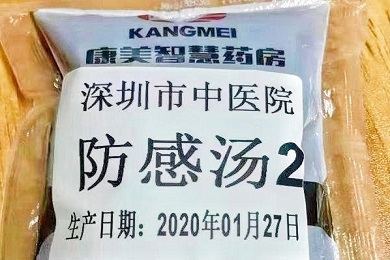 KANGMEI
康美智慧药房
深圳市中医院
防感汤2
生产日期：2020年01月27日